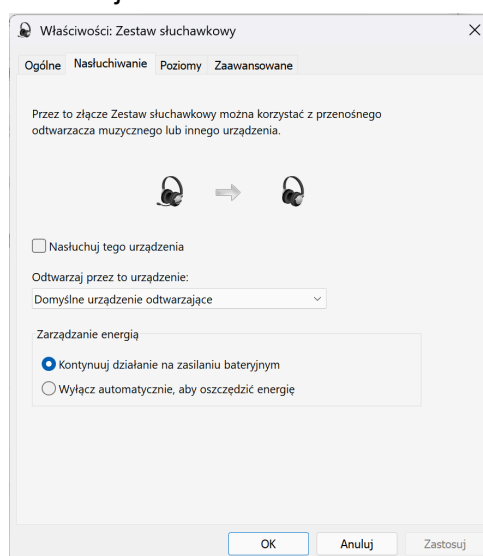 Właściwości: Zestaw słuchawkowy
Ogólne Nasłuchiwanie Poziomy Zaawansowane
Przez to złącze Zestaw słuchawkowy można korzystać z przenośnego
odtwarzacza muzycznego lub innego urządzenia.
Nasłuchuj tego urządzenia
Odtwarzaj przez to urządzenie:
Domyślne urządzenie odtwarzające
Zarządzanie energią
Kontynuuj działanie na zasilaniu bateryjnym
Wyłącz automatycznie, aby oszczędzić energię
OK Anuluj Zastosuj